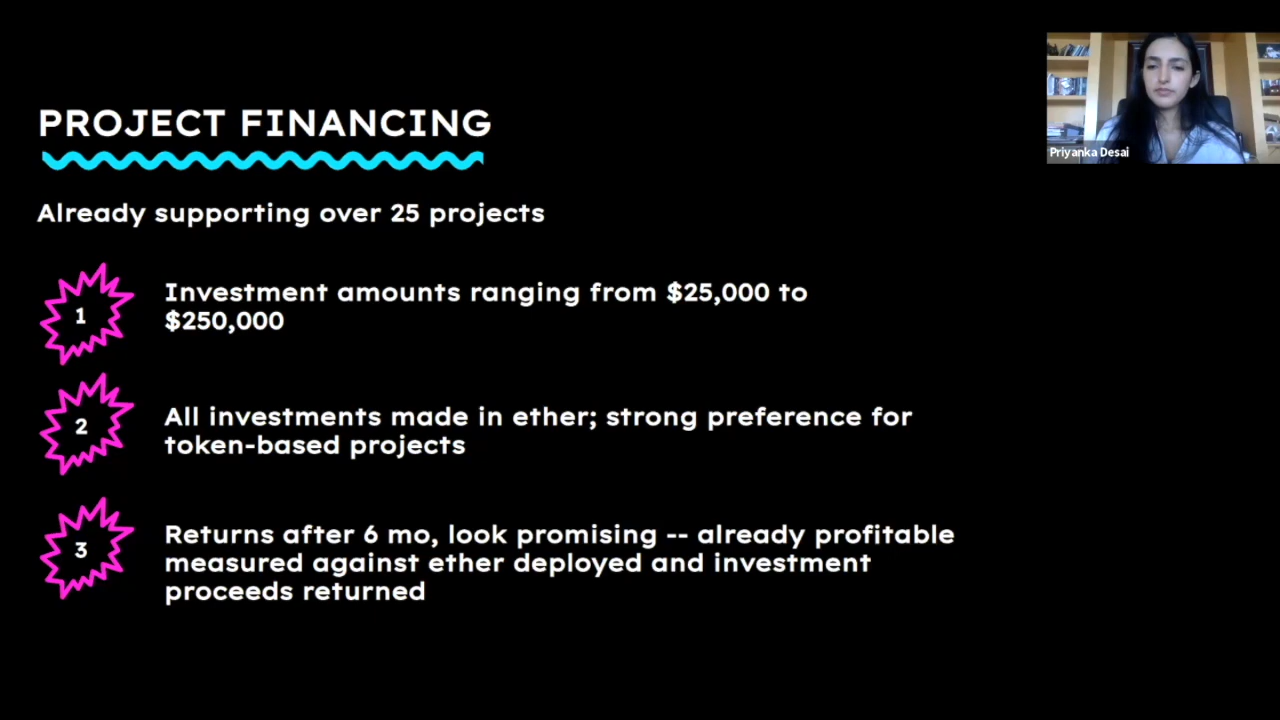 PROJECT FINANCING
Already supporting over 25 projects
1
Investment amounts ranging from $25,000 to
$250,000
2
All investments made in ether; strong preference for
token-based projects
3
Returns after 6 mo, look promising -- already profitable
measured against ether deployed and investment
proceeds returned
Priyanka Desai